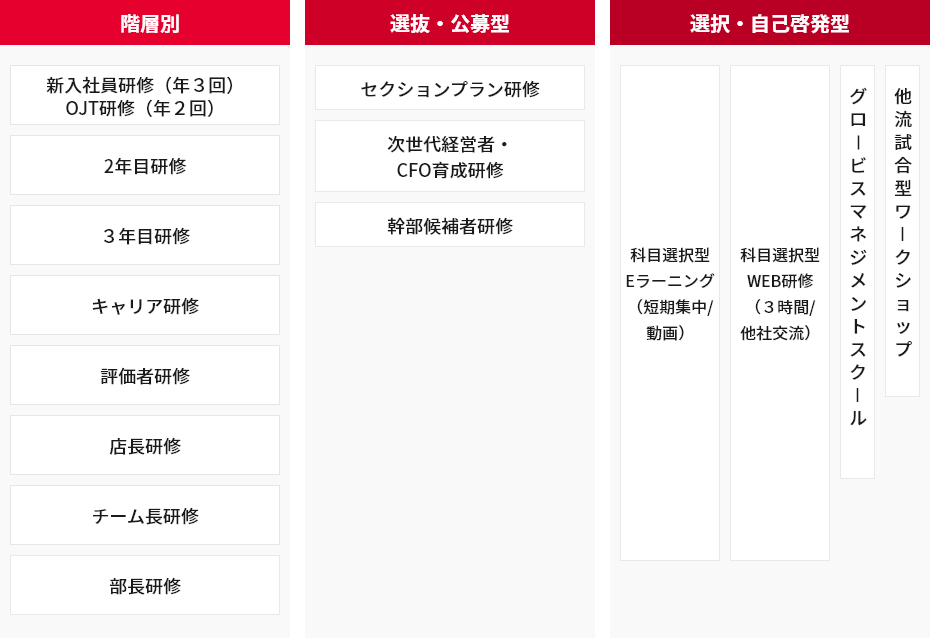 階層別
新入社員研修（年３回）
OJT研修（年２回）
2年目研修
３年目研修
キャリア研修
評価者研修
店長研修
チーム長研修
部長研修
選抜・公募型
セクションプラン研修
次世代経営者・
CFO育成研修
幹部候補者研修
選択・自己啓発型
科目選択型
Eラーニング
（短期集中/
動画）
科目選択型
WEB研修
（３時間/
他社交流）
グロービスマネジメントスクール
他流試合型ワークショップ